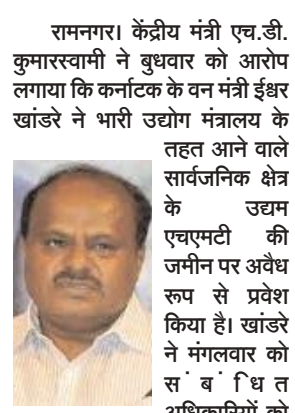 रामनगर। केंद्रीय मंत्री एच.डी.
कुमारस्वामी ने बुधवार को आरोप
लगाया कि कर्नाटक के वन मंत्री ईश्वर
खांडरे ने भारी उद्योग मंत्रालय के
तहत आने वाले
सार्वजनिक क्षेत्र
के उद्यम
एचएमटी की
जमीन पर अवैध
रूप से प्रवेश
किया है। खांडरे
ने मंगलवार को
संबंधित
अधिकारियों को